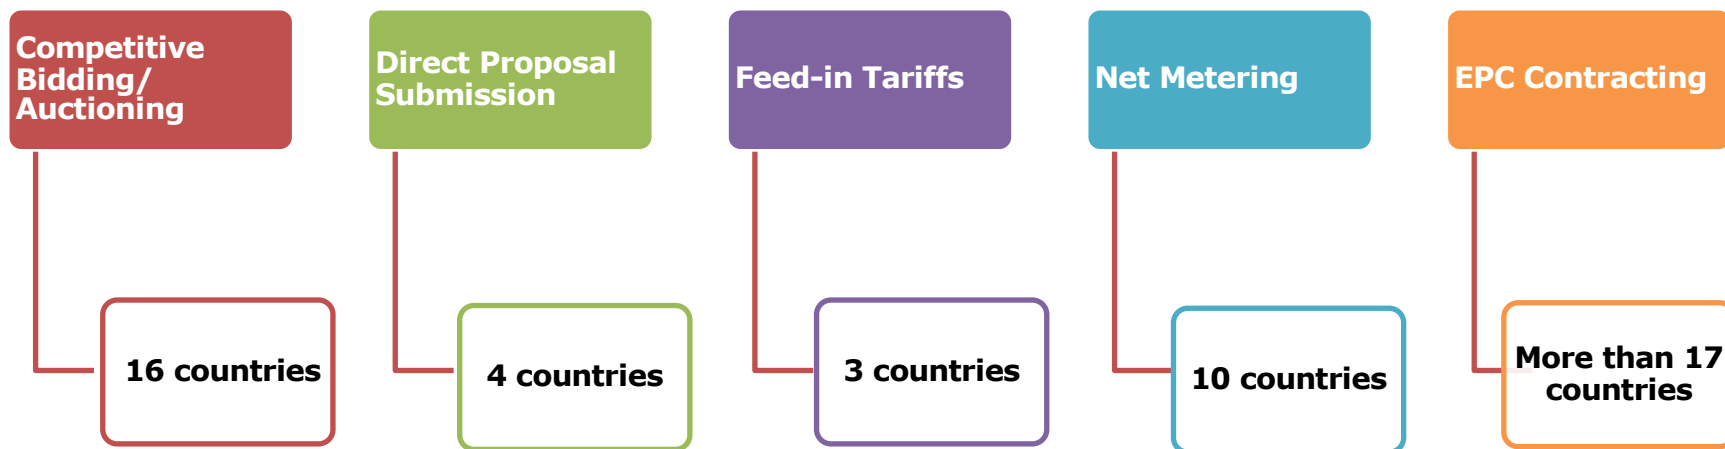 Competitive
Bidding/
Auctioning
16 countries
Direct Proposal
Submission
4 countries
Feed-in Tariffs
3 countries
Net Metering
10 countries
EPC Contracting
More than 17
countries